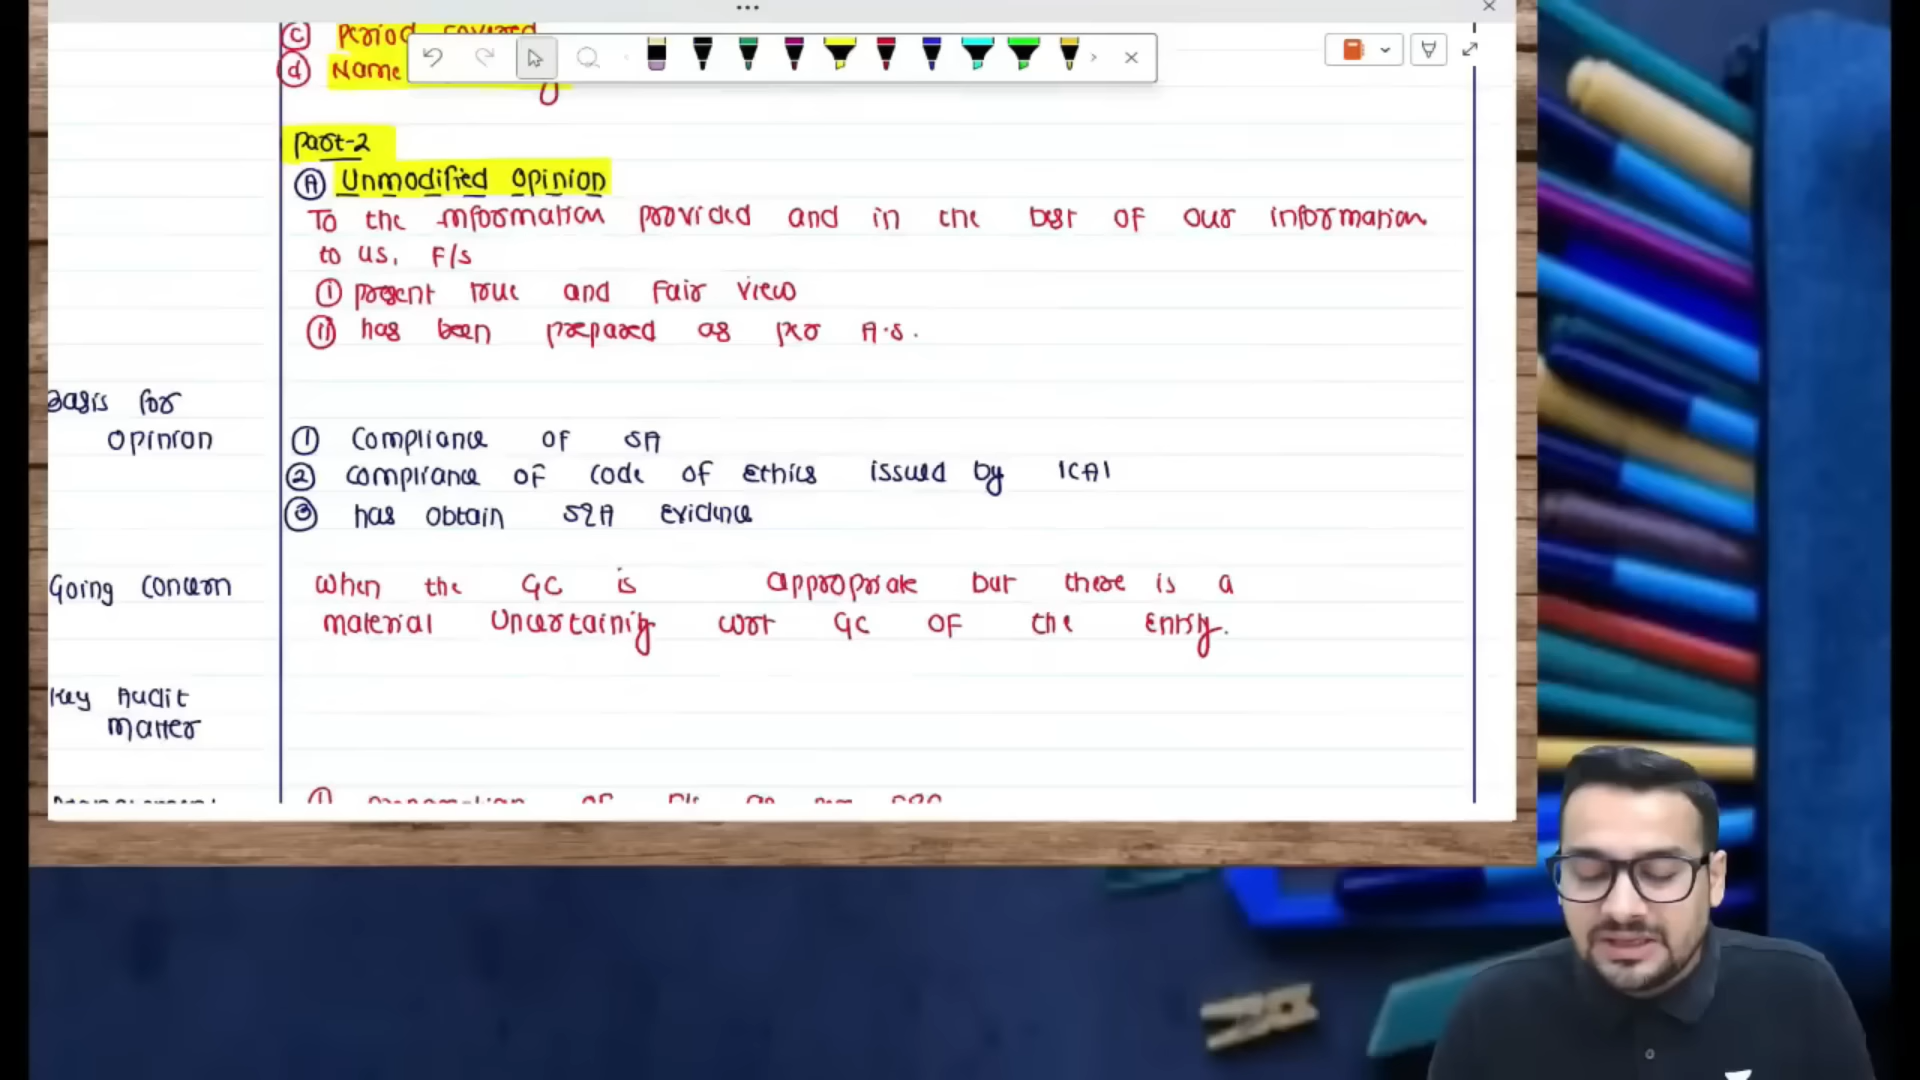 c Period covered
d Name
Part-2
A Unmodified Opinion
To the information provided and in the best of our information
to us, F/s
i present true and Fair view
ii has been prepared as per A.S.
Basis for
Opinion
1 Compliance of SA
2 Compliance of code of Ethics issued by ICAI
3 has obtain S&A Evidence
Going Concern
When the GC is appropriate but there is a
material Uncertainity wrt GC OF the Entity.
Key Audit
Matter